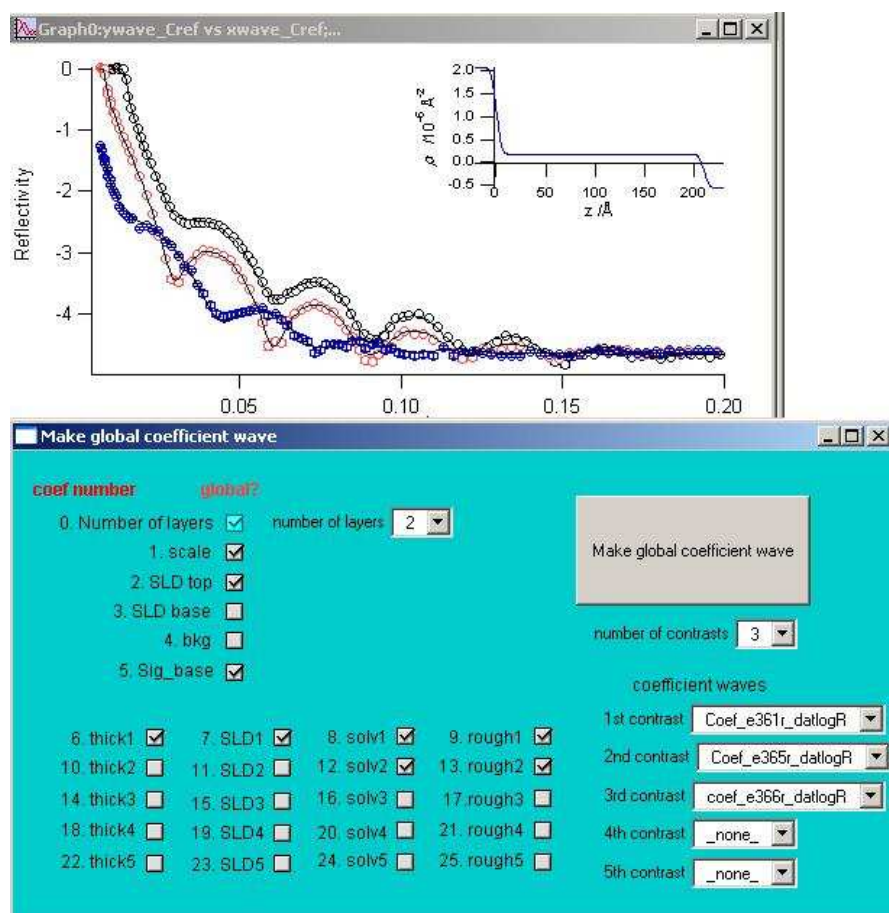 Graph0:ywave_Cref vs xwave_Cref;...
Reflectivity
0
-1
-2
-3
-4
0.05 0.10 0.15 0.20
ρ /10⁻⁶ Å⁻²
2.0
1.5
1.0
0.5
0.0
-0.5
0 50 100 150 200
z /Å
Make global coefficient wave
coef number global?
0. Number of layers number of layers 2
1. scale
2. SLD top
3. SLD base
4. bkg
5. Sig_base
Make global coefficient wave
number of contrasts 3
coefficient waves
1st contrast Coef_e361r_datlogR
2nd contrast Coef_e365r_datlogR
3rd contrast coef_e366r_datlogR
4th contrast _none_
5th contrast _none_
6. thick1 7. SLD1 8. solv1 9. rough1
10. thick2 11. SLD2 12. solv2 13. rough2
14. thick3 15. SLD3 16. solv3 17. rough3
18. thick4 19. SLD4 20. solv4 21. rough4
22. thick5 23. SLD5 24. solv5 25. rough5